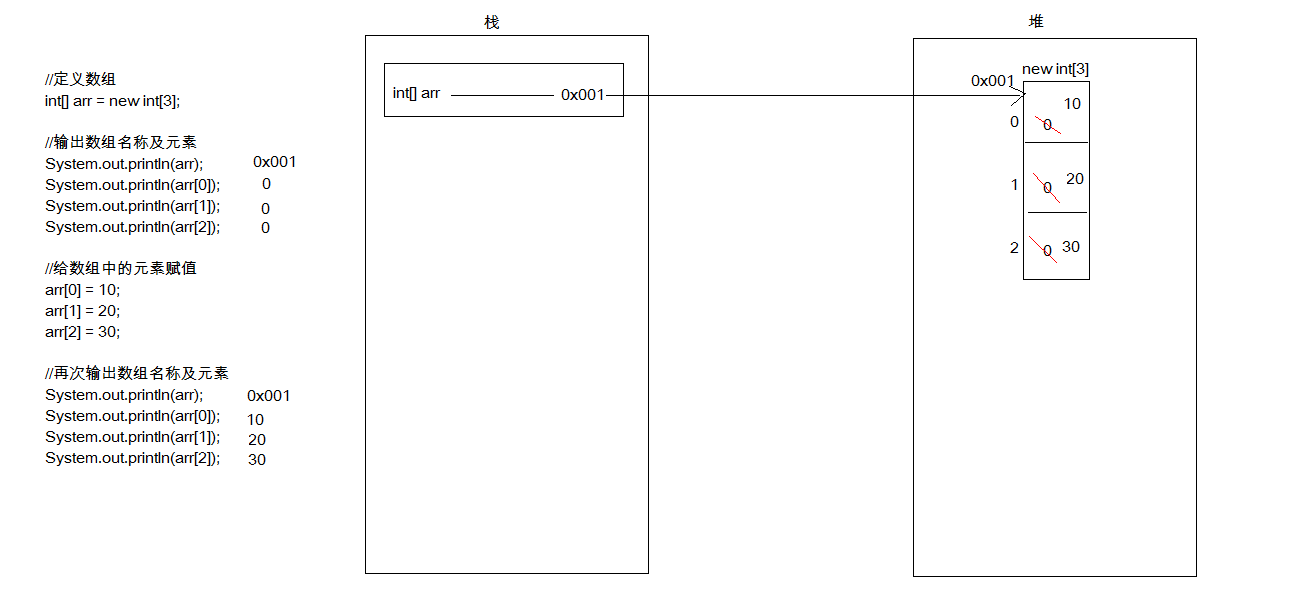 //定义数组
int[] arr = new int[3];
//输出数组名称及元素
System.out.println(arr); 0x001
System.out.println(arr[0]); 0
System.out.println(arr[1]); 0
System.out.println(arr[2]); 0
//给数组中的元素赋值
arr[0] = 10;
arr[1] = 20;
arr[2] = 30;
//再次输出数组名称及元素
System.out.println(arr); 0x001
System.out.println(arr[0]); 10
System.out.println(arr[1]); 20
System.out.println(arr[2]); 30
栈
int[] arr 0x001
堆
new int[3]
0x001
10
0 0
1 0 20
2 0 30